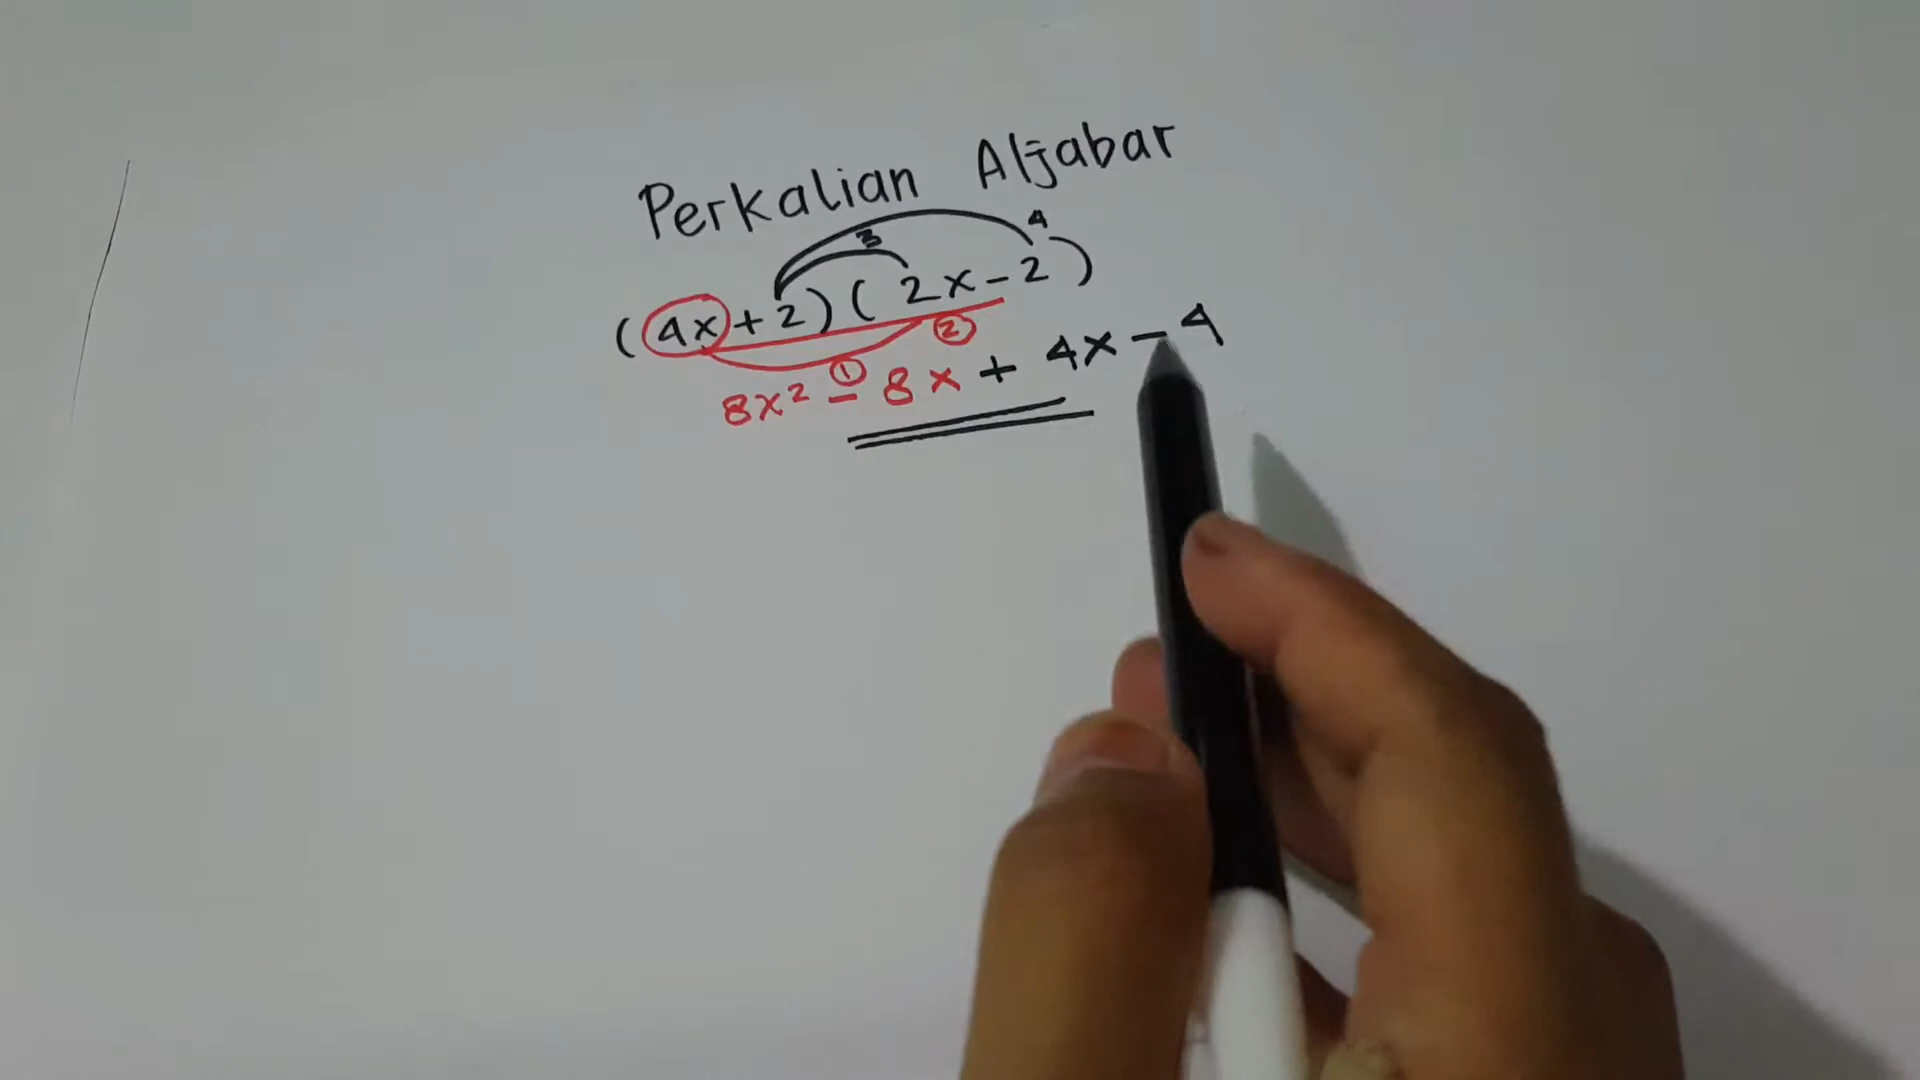 Perkalian Aljabar
3 4
(4x+2)(2x-2)
1 2
8x² - 8x + 4x - 4